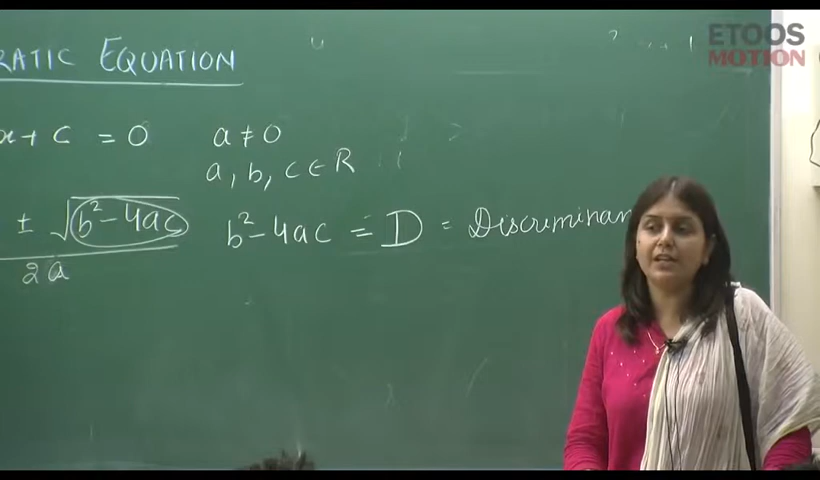 ETOOS
MOTION
RATIC EQUATION
x + c = 0 a ≠ 0
a, b, c ∈ R
± √b² - 4ac b² - 4ac = D = Discriminan
2a